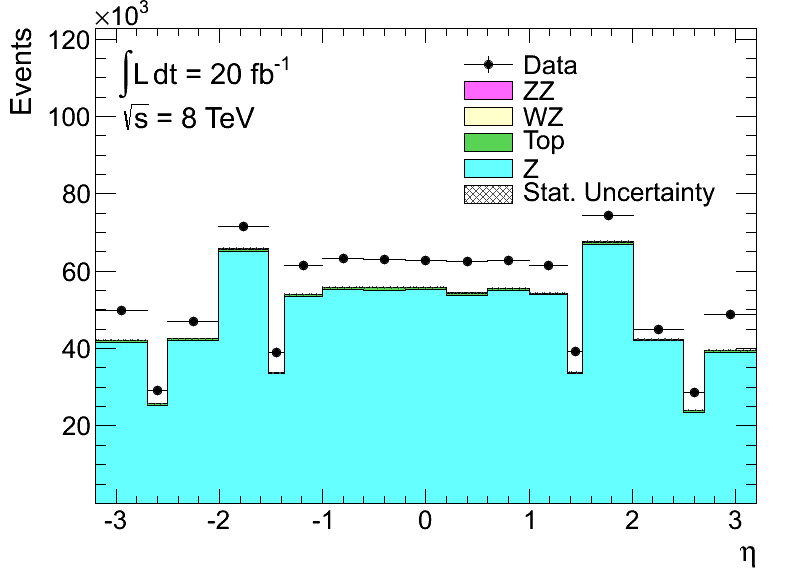 ×10³
Events
120
100
80
60
40
20
∫L dt = 20 fb⁻¹
√s = 8 TeV
Data
ZZ
WZ
Top
Z
Stat. Uncertainty
-3 -2 -1 0 1 2 3
η